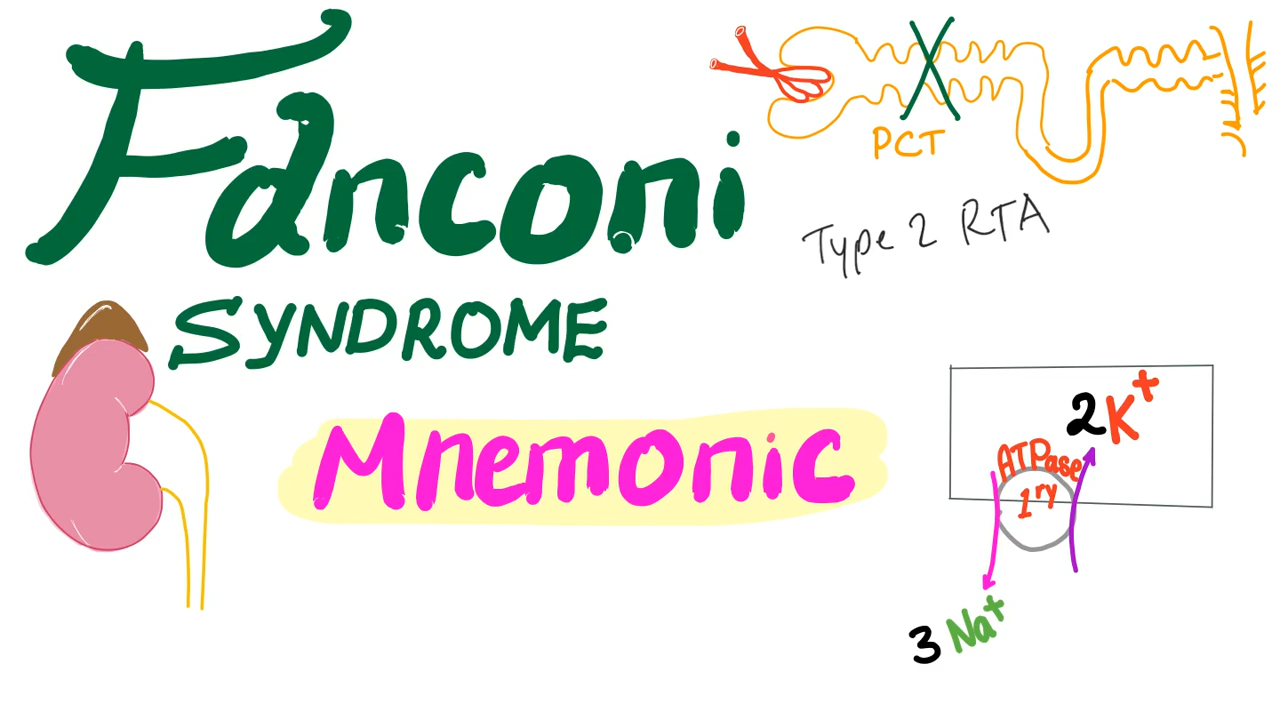 Fanconi
SYNDROME
Mnemonic
PCT
Type 2 RTA
2K+
ATPase
1ry
3 Na+